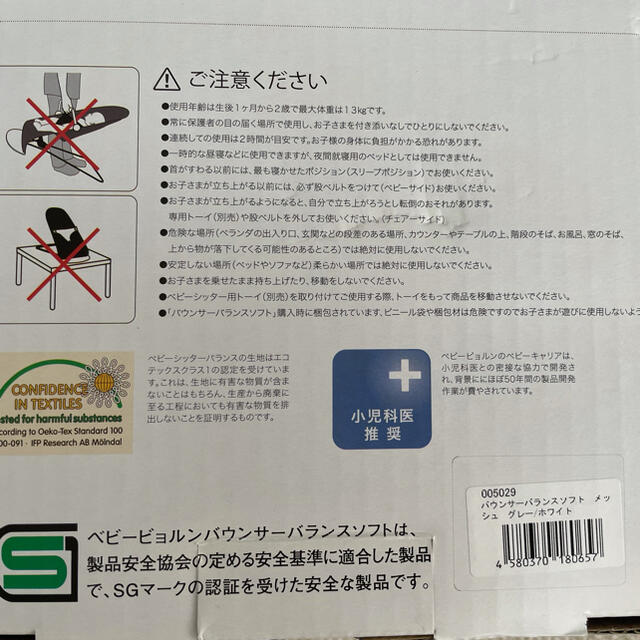 ご注意ください
●使用年齢は生後1ヶ月から2歳で最大体重は13kgです。
●常に保護者の目の届く場所で使用し、お子さまを付き添いなしでひとりにしないでください。
●連続しての使用は2時間が目安です。お子様の身体に負担がかかる恐れがあります。
●一時的な昼寝などに使用できますが、夜間就寝用のベッドとしては使用できません。
●首がすわる以前には、最も寝かせたポジション(スリープポジション)でお使いください。
●お子さまが立ち上がる以前には、必ず股ベルトをつけて(ベビーサイド)お使いください。
●お子さまが立ち上がるようになると、自分で立ち上がろうとし転倒のおそれがあります。
専用トーイ(別売)や股ベルトを外してお使いください。(チェアーサイド)
●危険な場所(ベランダの出入り口、玄関などの段差のある場所、カウンターやテーブルの上、階段のそば、お風呂、窓のそば、
上から物が落下してくる可能性のあるところ)では絶対に使用しないでください。
●安定しない場所(ベッドやソファなど)柔らかい場所では絶対に使用しないでください。
●お子さまを乗せたまま持ち上げたり、移動をしないでください。
●ベビーシッター用トーイ(別売)を取り付けてご使用する際、トーイをもって商品を移動させないでください。
●「バウンサーバランスソフト」購入時に梱包されています、ビニール袋や梱包材は危険ですのでお子さまが遊びに使用しないよう
CONFIDENCE
IN TEXTILES
sted for harmful substances
cording to Oeko-Tex Standard 100
00-091 · IFP Research AB Mölndal
ベビーシッターバランスの生地はエコ
テックスクラス1の認定を受けていま
す。これは、生地に有害な物質が含ま
ないことはもちろん、生産から廃棄に
至る工程においても有害な物質を排
出しないことを証明するものです。
小児科医
推奨
ベビービョルンのベビーキャリアは、
小児科医との密接な協力で開発さ
れ、背景にほぼ50年間の製品開発
作業が費やされています。
005029
バウンサーバランスソフト メッ
シュ グレー/ホワイト
4 580370 180657
ベビービョルンバウンサーバランスソフトは、
製品安全協会の定める安全基準に適合した製品
で、SGマークの認証を受けた安全な製品です。